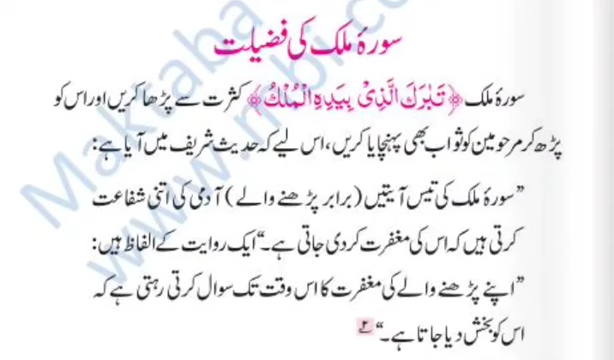 سورۂ ملک کی فضیلت
سورۂ ملک ﴿تَبٰرَكَ الَّذِیْ بِیَدِهِ الْمُلْكُ﴾ کثرت سے پڑھا کریں اور اس کو
پڑھ کر مرحومین کو ثواب بھی پہنچایا کریں، اس لیے کہ حدیث شریف میں آیا ہے:
”سورۂ ملک کی تیس آیتیں (برابر پڑھنے والے) آدمی کی اتنی شفاعت
کرتی ہیں کہ اس کی مغفرت کر دی جاتی ہے۔“ ایک روایت کے الفاظ ہیں:
”اپنے پڑھنے والے کی مغفرت کا اس وقت تک سوال کرتی رہتی ہے کہ
اس کو بخش دیا جاتا ہے۔“ ۲؎